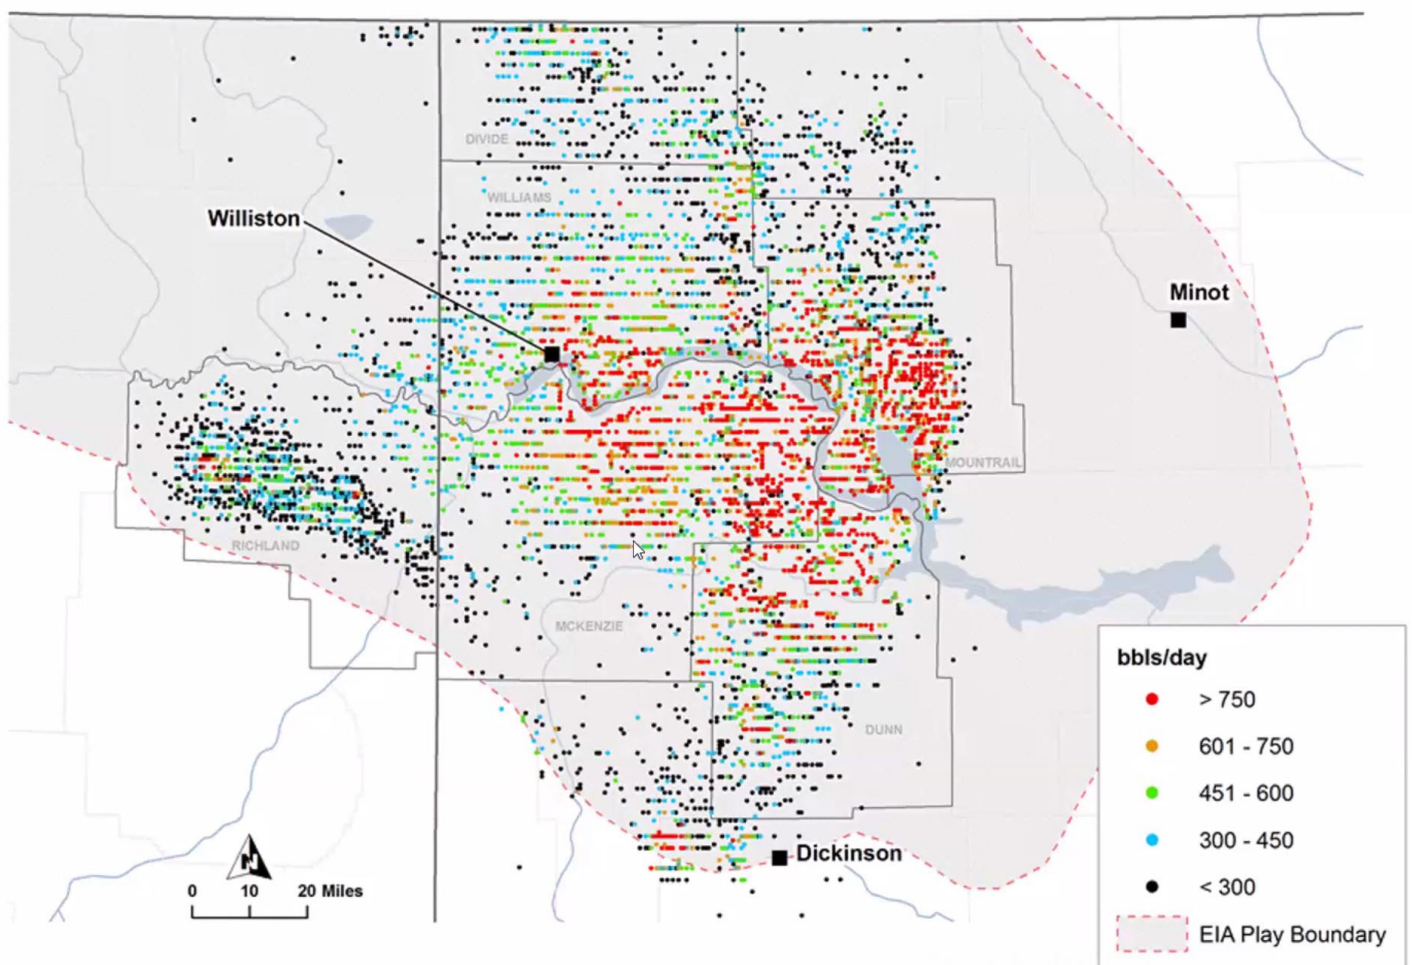 DIVIDE
WILLIAMS
Williston
Minot
MOUNTRAIL
RICHLAND
MCKENZIE
DUNN
Dickinson
N
0 10 20 Miles
bbls/day
> 750
601 - 750
451 - 600
300 - 450
< 300
EIA Play Boundary